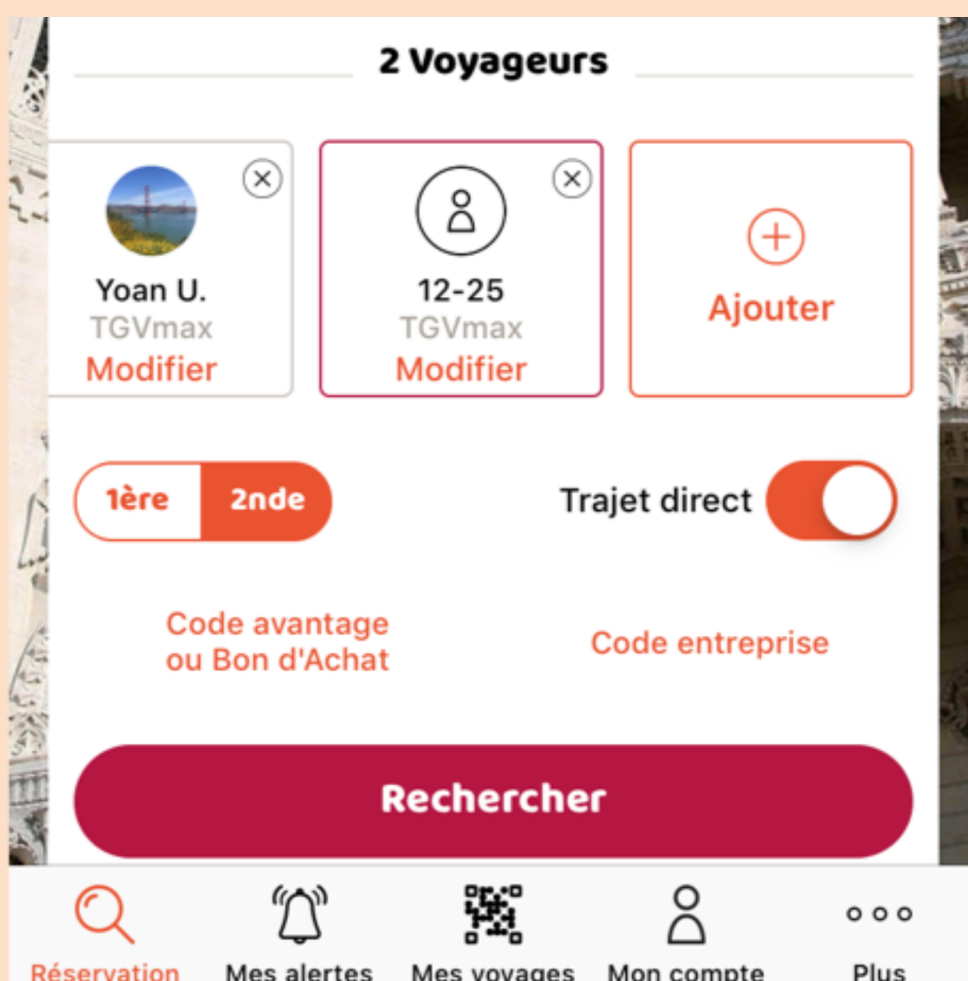 2 Voyageurs
Yoan U.
TGVmax
Modifier
12-25
TGVmax
Modifier
Ajouter
1ère 2nde
Trajet direct
Code avantage
ou Bon d'Achat
Code entreprise
Rechercher
Réservation Mes alertes Mes voyages Mon compte Plus